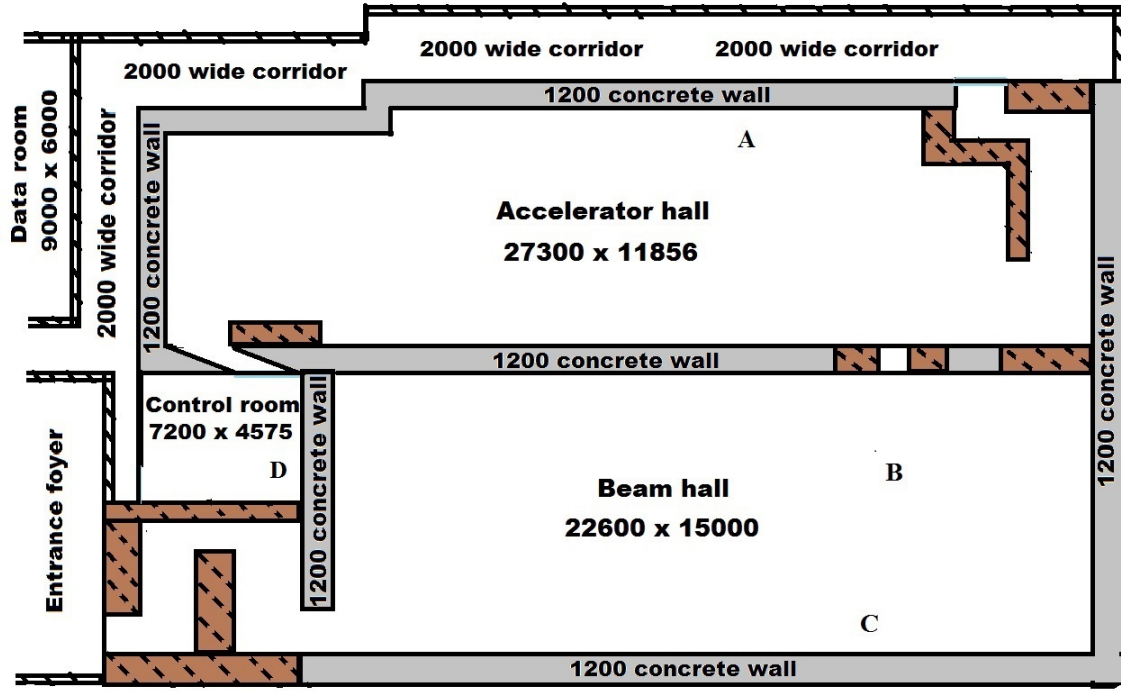 2000 wide corridor
2000 wide corridor
2000 wide corridor
1200 concrete wall
A
Data room
9000 x 6000
2000 wide corridor
1200 concrete wall
Accelerator hall
27300 x 11856
1200 concrete wall
1200 concrete wall
Control room
7200 x 4575
D
1200 concrete wall
Entrance foyer
Beam hall
22600 x 15000
B
C
1200 concrete wall